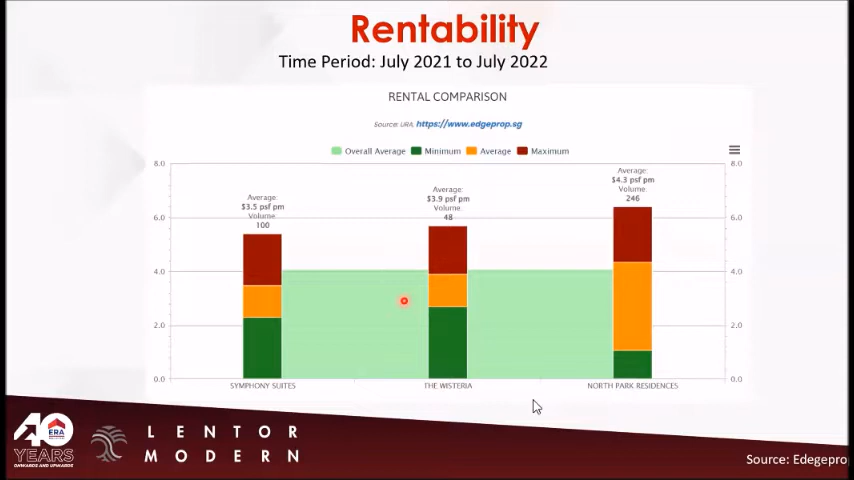 Rentability
Time Period: July 2021 to July 2022
RENTAL COMPARISON
Source: URA, https://www.edgeprop.sg
Overall Average Minimum Average Maximum
8.0
6.0
4.0
2.0
0.0
8.0
6.0
4.0
2.0
0.0
Average:
$3.5 psf pm
Volume:
100
Average:
$3.9 psf pm
Volume:
48
Average:
$4.3 psf pm
Volume:
246
SYMPHONY SUITES
THE WISTERIA
NORTH PARK RESIDENCES
40
ERA
YEARS
ONWARDS AND UPWARDS
LENTOR
MODERN
Source: Edgepro